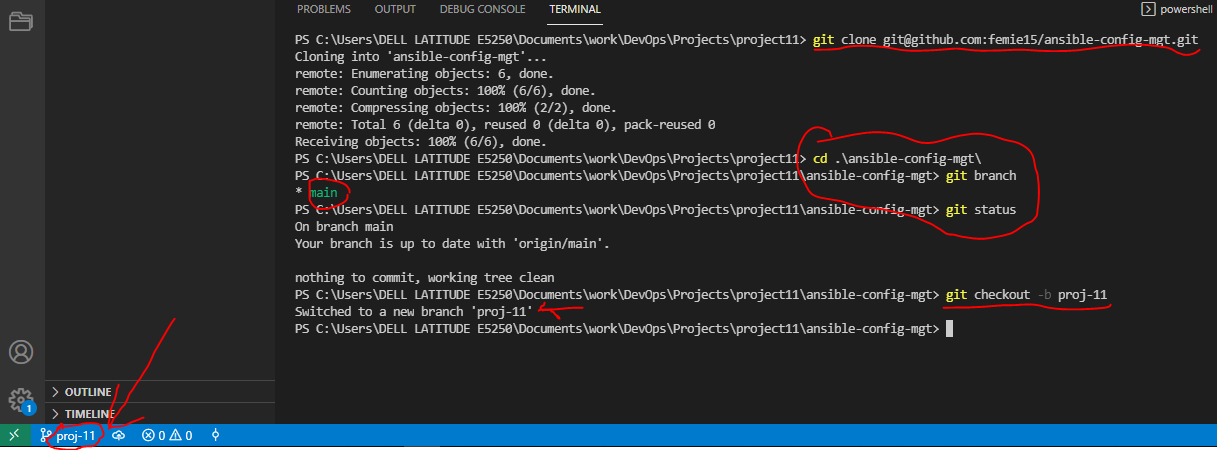 PROBLEMS OUTPUT DEBUG CONSOLE TERMINAL powershell
PS C:\Users\DELL LATITUDE E5250\Documents\work\DevOps\Projects\project11> git clone git@github.com:femie15/ansible-config-mgt.git
Cloning into 'ansible-config-mgt'...
remote: Enumerating objects: 6, done.
remote: Counting objects: 100% (6/6), done.
remote: Compressing objects: 100% (2/2), done.
remote: Total 6 (delta 0), reused 0 (delta 0), pack-reused 0
Receiving objects: 100% (6/6), done.
PS C:\Users\DELL LATITUDE E5250\Documents\work\DevOps\Projects\project11> cd .\ansible-config-mgt\
PS C:\Users\DELL LATITUDE E5250\Documents\work\DevOps\Projects\project11\ansible-config-mgt> git branch
* main
PS C:\Users\DELL LATITUDE E5250\Documents\work\DevOps\Projects\project11\ansible-config-mgt> git status
On branch main
Your branch is up to date with 'origin/main'.
nothing to commit, working tree clean
PS C:\Users\DELL LATITUDE E5250\Documents\work\DevOps\Projects\project11\ansible-config-mgt> git checkout -b proj-11
Switched to a new branch 'proj-11'
PS C:\Users\DELL LATITUDE E5250\Documents\work\DevOps\Projects\project11\ansible-config-mgt>
OUTLINE
1
TIMELINE
proj-11 0 0